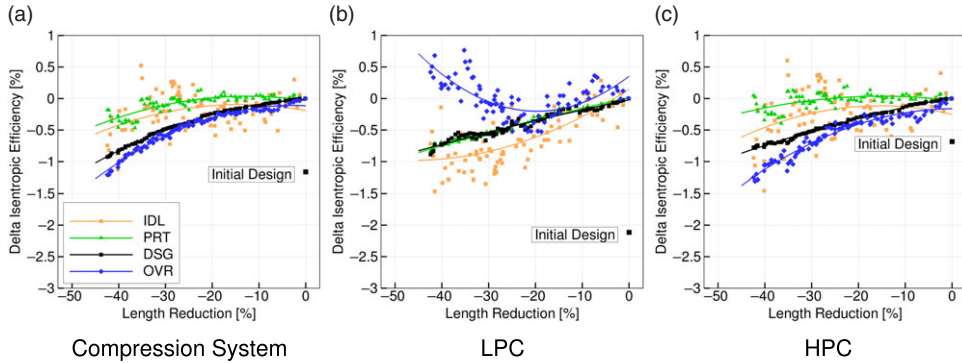 (a)
Delta Isentropic Efficiency [%]
1
0.5
0
−0.5
−1
−1.5
−2
−2.5
−3
Initial Design
IDL
PRT
DSG
OVR
−50 −40 −30 −20 −10 0
Length Reduction [%]
Compression System
(b)
Delta Isentropic Efficiency [%]
1
0.5
0
−0.5
−1
−1.5
−2
−2.5
−3
Initial Design
−50 −40 −30 −20 −10 0
Length Reduction [%]
LPC
(c)
Delta Isentropic Efficiency [%]
1
0.5
0
−0.5
−1
−1.5
−2
−2.5
−3
Initial Design
−50 −40 −30 −20 −10 0
Length Reduction [%]
HPC